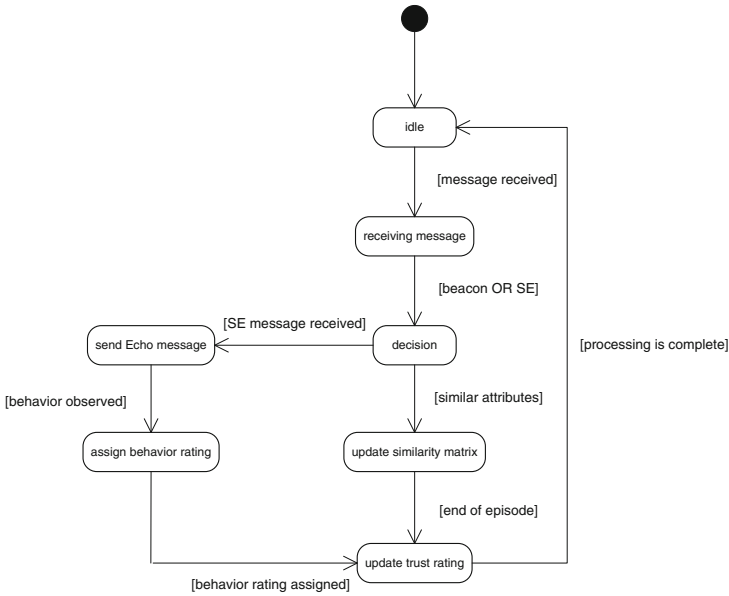 idle
[message received]
receiving message
[beacon OR SE]
[SE message received]
send Echo message
decision
[processing is complete]
[behavior observed]
[similar attributes]
assign behavior rating
update similarity matrix
[end of episode]
update trust rating
[behavior rating assigned]